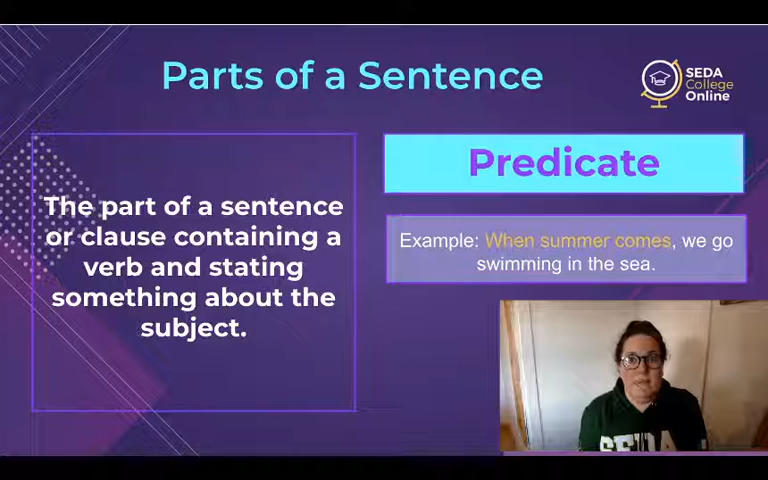 Parts of a Sentence
SEDA
College
Online
The part of a sentence
or clause containing a
verb and stating
something about the
subject.
Predicate
Example: When summer comes, we go
swimming in the sea.
SEDA